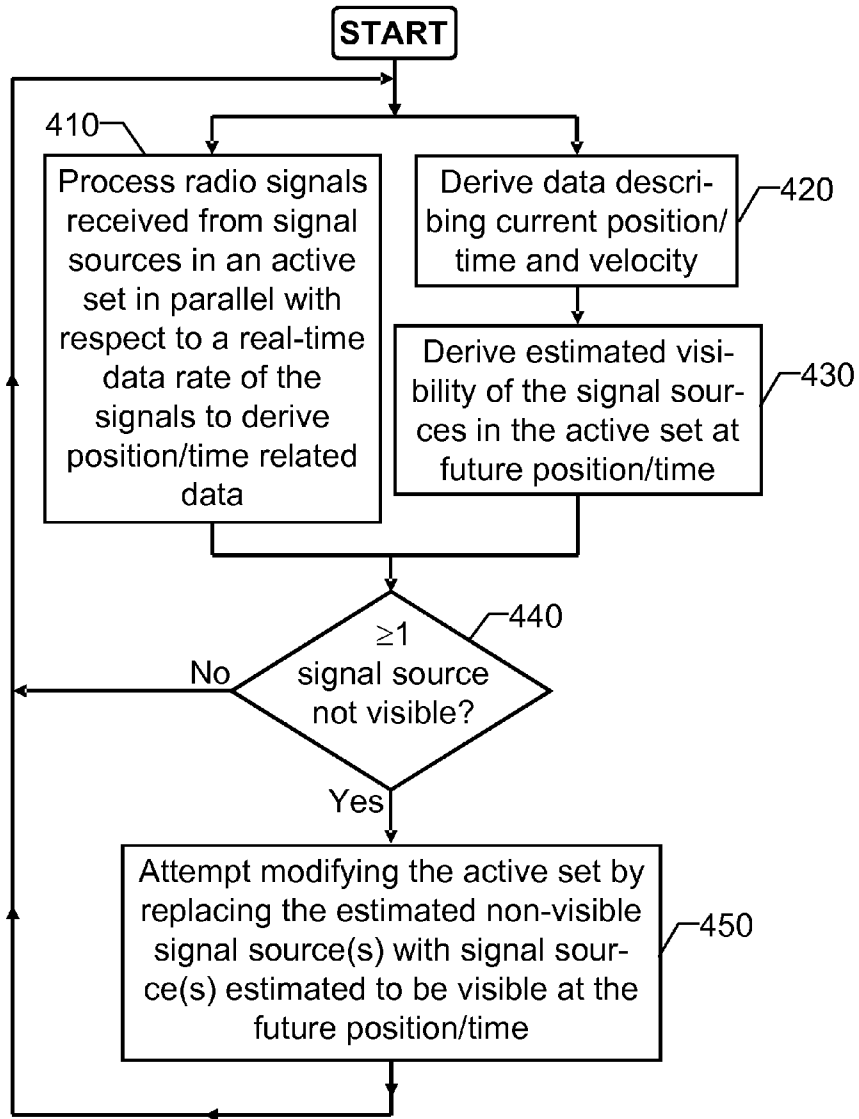 START
410
Process radio signals
received from signal
sources in an active
set in parallel with
respect to a real-time
data rate of the
signals to derive
position/time related
data
Derive data descri-
bing current position/
time and velocity
420
Derive estimated visi-
bility of the signal sour-
ces in the active set at
future position/time
430
≥1
signal source
not visible?
440
No
Yes
Attempt modifying the active set by
replacing the estimated non-visible
signal source(s) with signal sour-
ce(s) estimated to be visible at the
future position/time
450